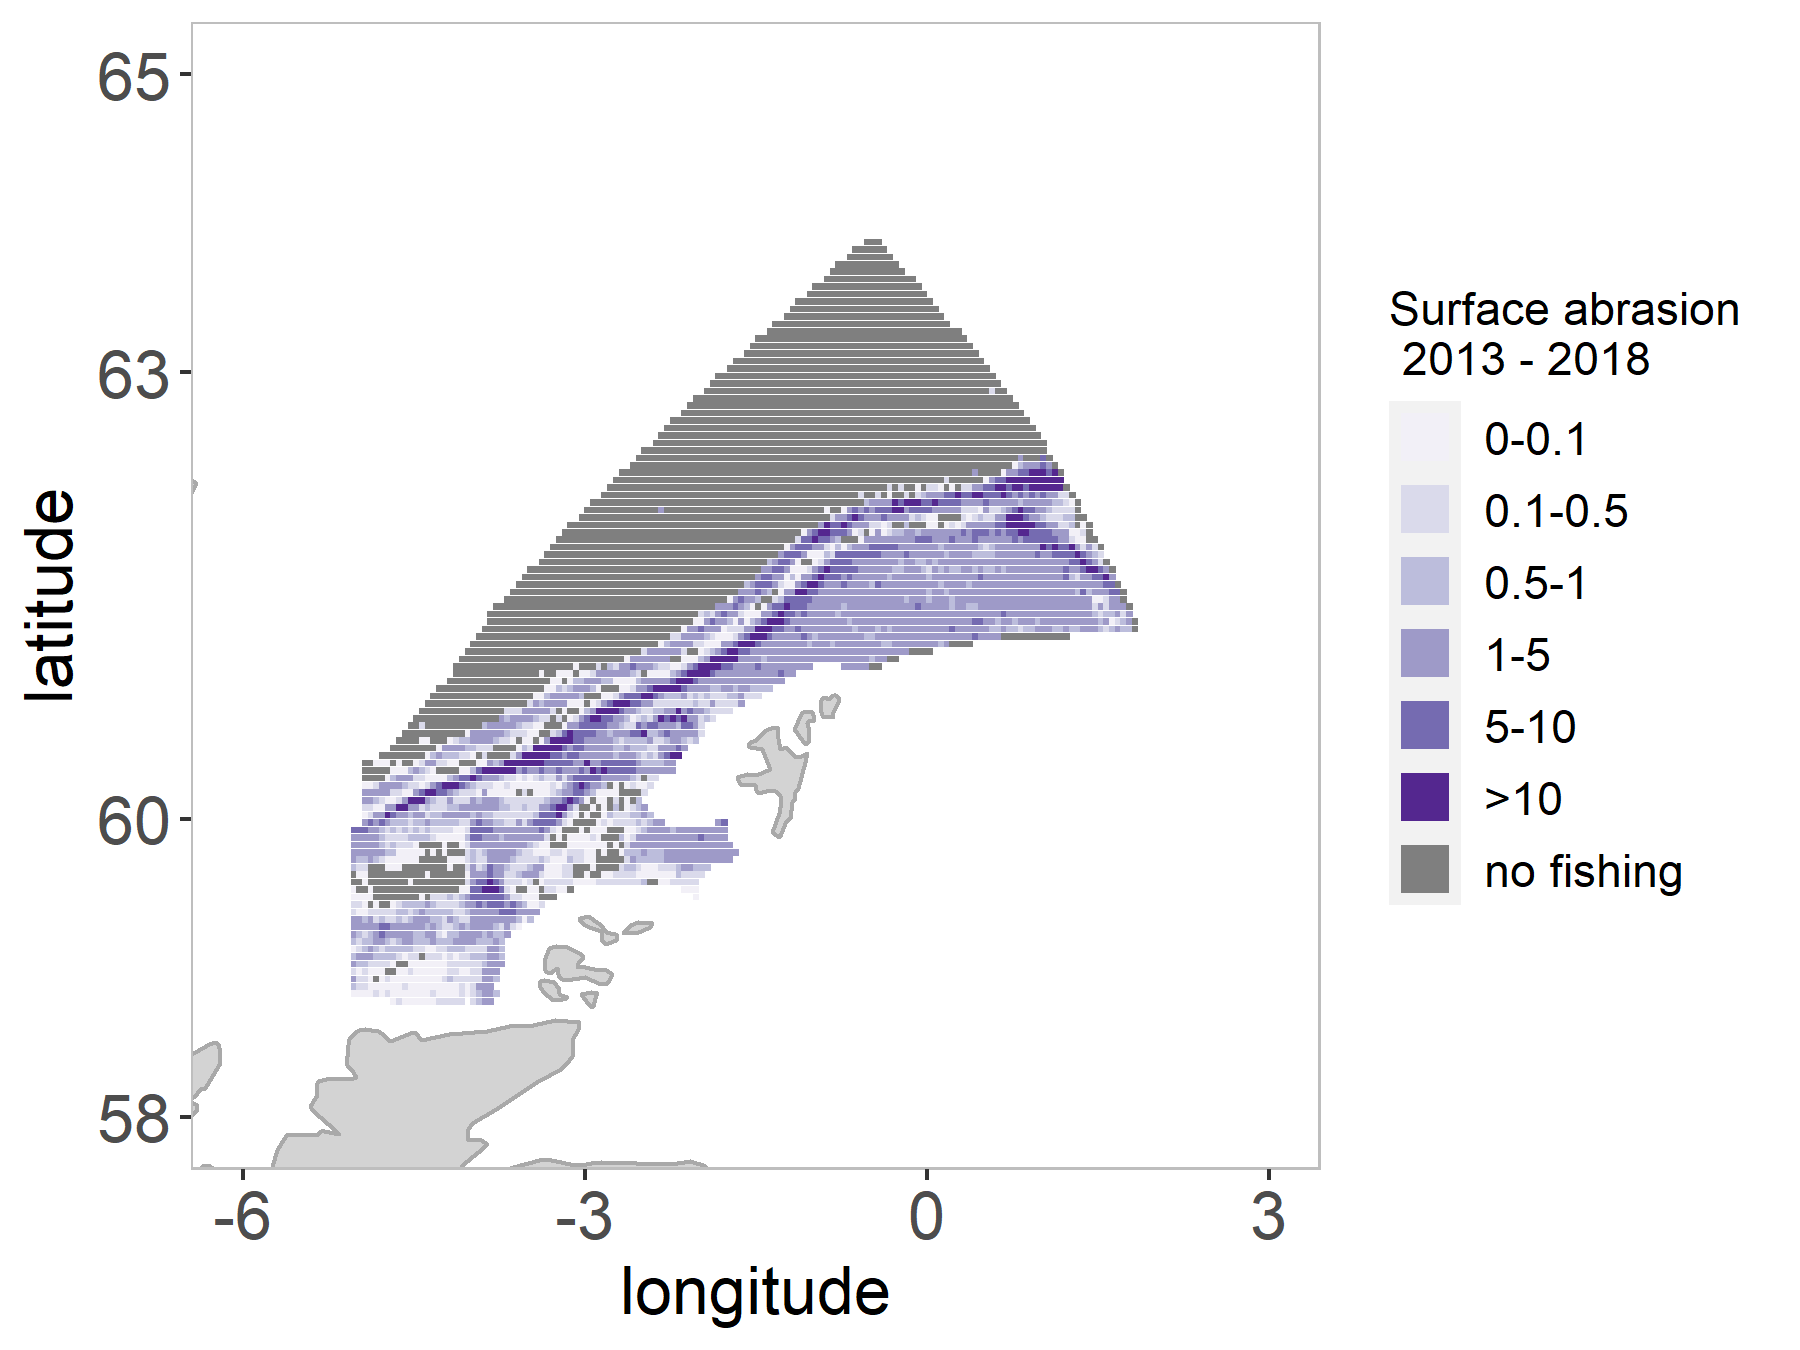 65
63
60
58
latitude
-6
-3
0
3
longitude
Surface abrasion
2013 - 2018
0-0.1
0.1-0.5
0.5-1
1-5
5-10
>10
no fishing